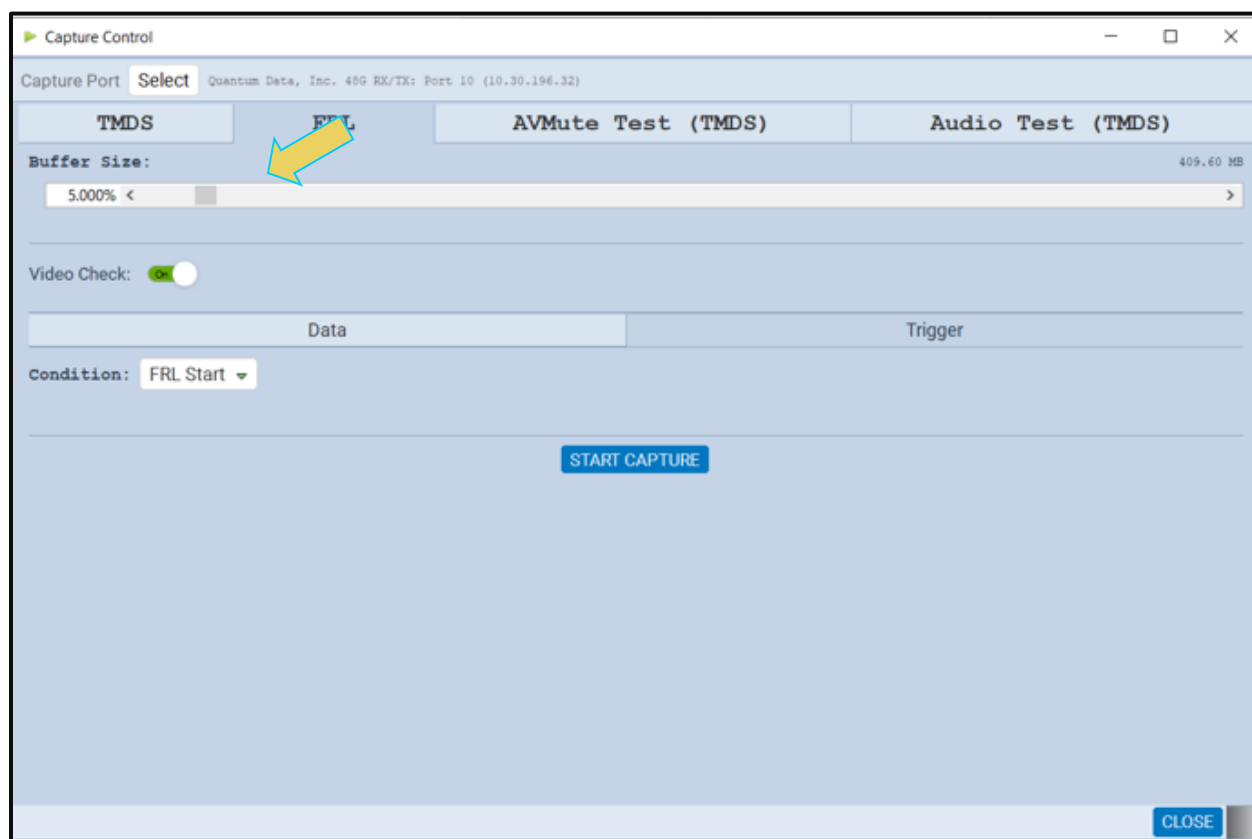 Capture Control
Capture Port Select Quantum Data, Inc. 48G RX/TX: Port 10 (10.30.196.32)
TMDS FRL AVMute Test (TMDS) Audio Test (TMDS)
Buffer Size: 409.60 MB
5.000% < >
Video Check: On
Data Trigger
Condition: FRL Start
START CAPTURE
CLOSE